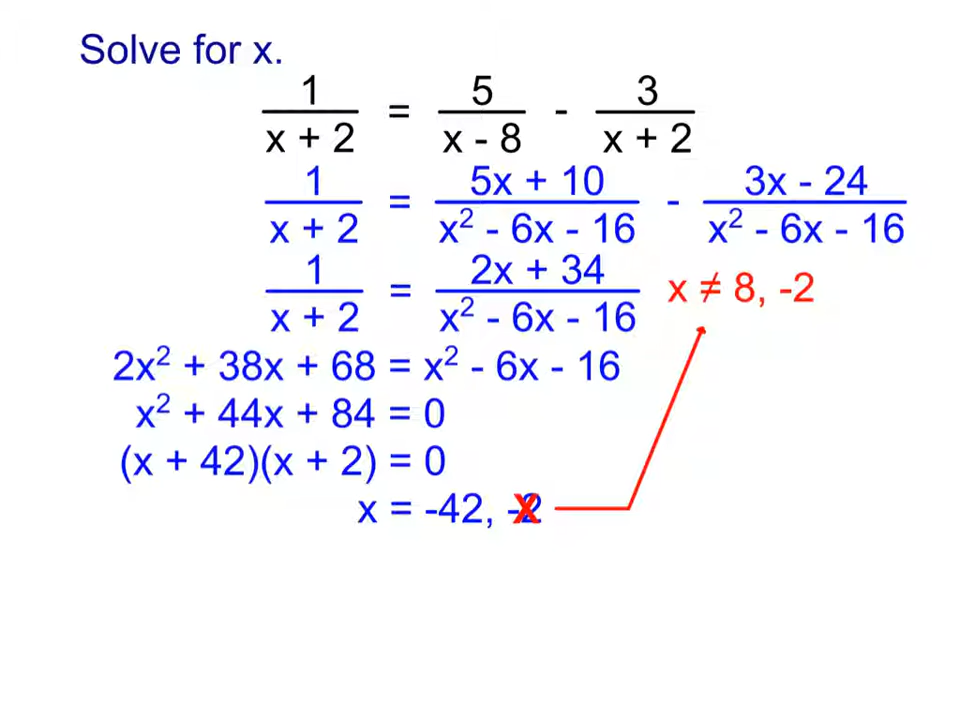 Solve for x.
1/(x + 2) = 5/(x - 8) - 3/(x + 2)
1/(x + 2) = (5x + 10)/(x² - 6x - 16) - (3x - 24)/(x² - 6x - 16)
1/(x + 2) = (2x + 34)/(x² - 6x - 16) x ≠ 8, -2
2x² + 38x + 68 = x² - 6x - 16
x² + 44x + 84 = 0
(x + 42)(x + 2) = 0
x = -42, -2 X